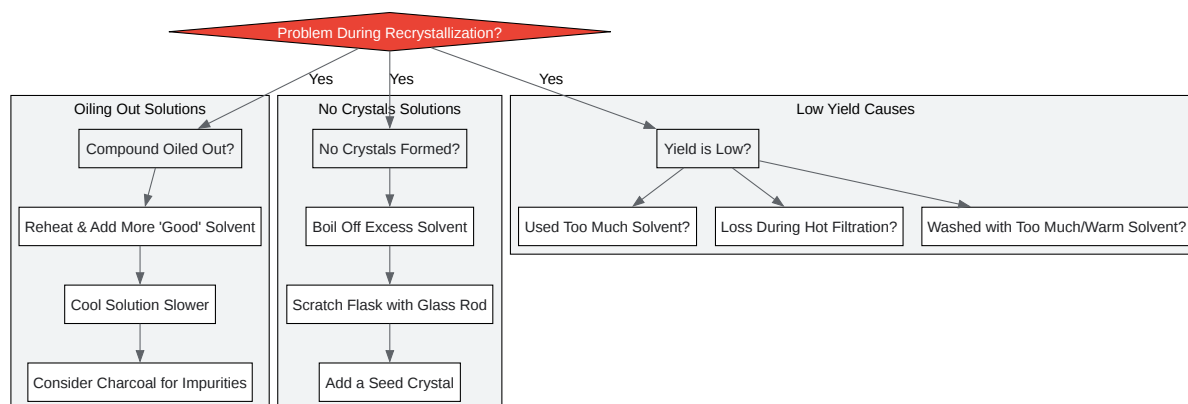 Problem During Recrystallization?
Yes
Yes
Yes
Oiling Out Solutions
No Crystals Solutions
Low Yield Causes
Compound Oiled Out?
No Crystals Formed?
Yield is Low?
Reheat & Add More 'Good' Solvent
Boil Off Excess Solvent
Used Too Much Solvent?
Loss During Hot Filtration?
Washed with Too Much/Warm Solvent?
Cool Solution Slower
Scratch Flask with Glass Rod
Consider Charcoal for Impurities
Add a Seed Crystal